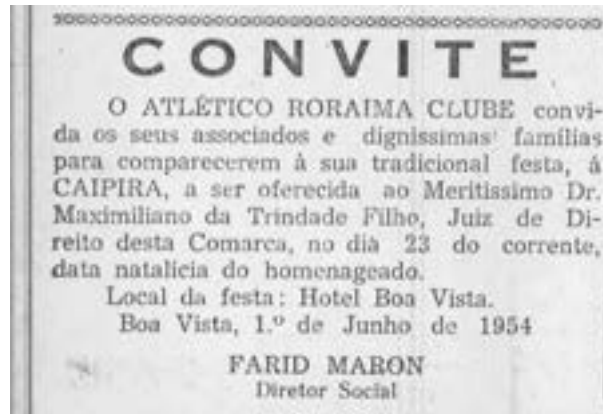 CONVITE
O ATLÉTICO RORAIMA CLUBE convi-
da os seus associados e dignissimas familias
para comparecerem à sua tradicional festa, á
CAIPIRA, a ser oferecida ao Meritissimo Dr.
Maximiliano da Trindade Filho, Juiz de Di-
reito desta Comarca, no dia 23 do corrente,
data natalicia do homenageado.
Local da festa: Hotel Boa Vista.
Boa Vista, 1.º de Junho de 1954
FARID MARON
Diretor Social